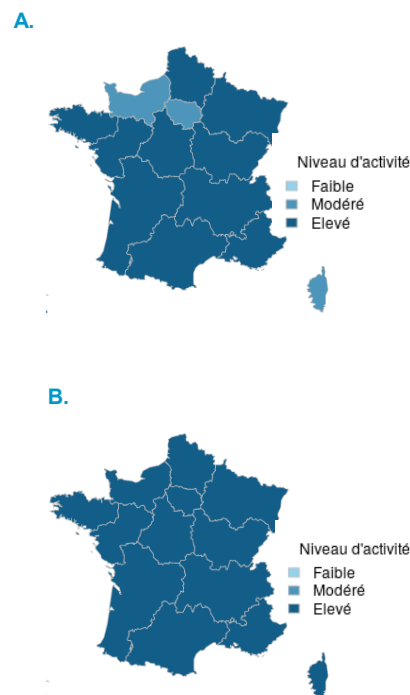 A.
Niveau d'activité
Faible
Modéré
Elevé
B.
Niveau d'activité
Faible
Modéré
Elevé